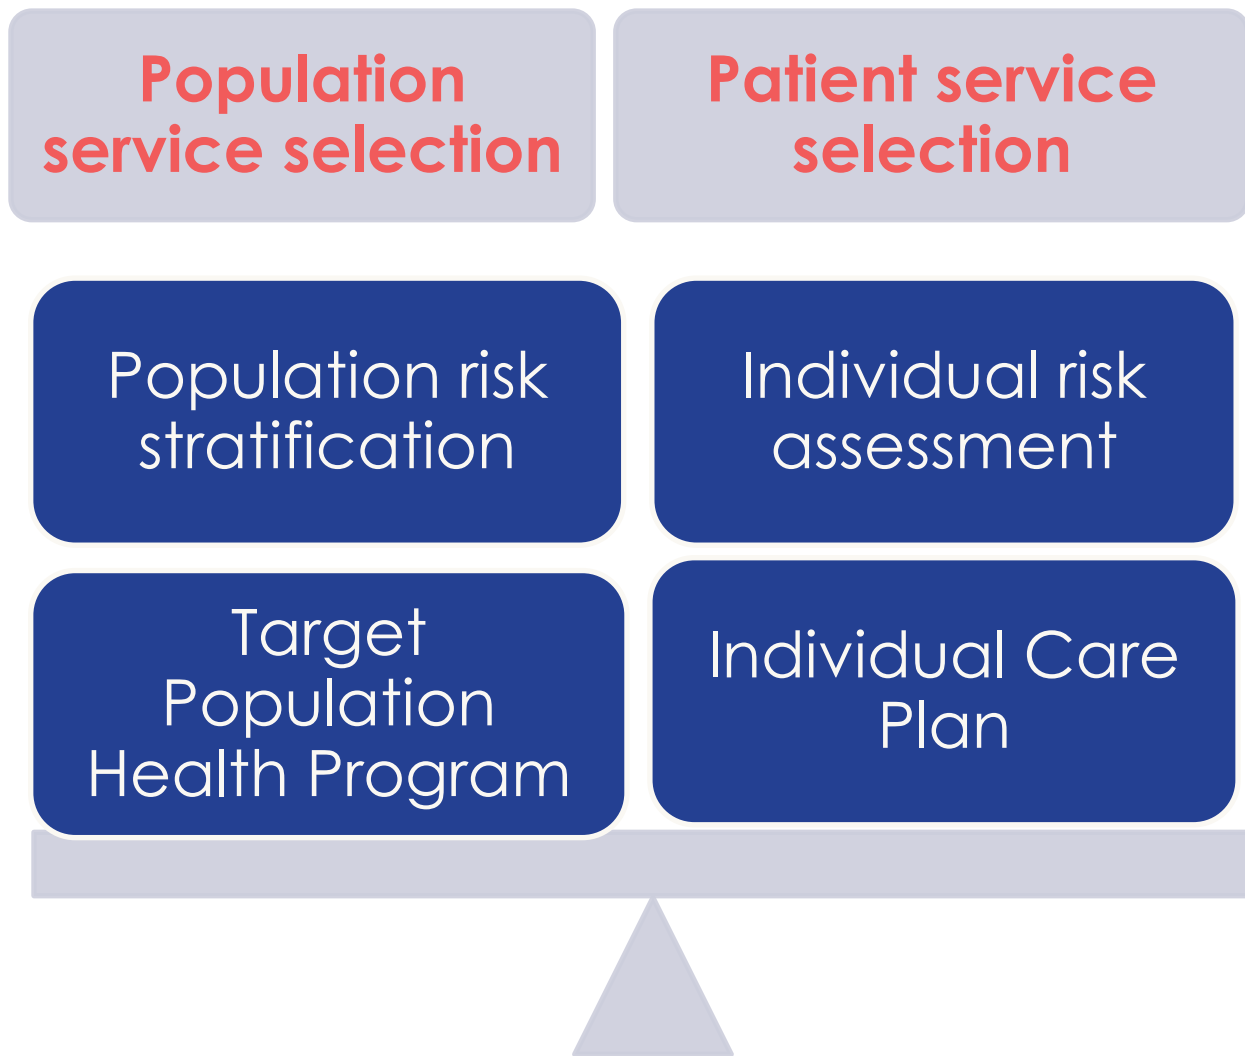 Population
service selection
Patient service
selection
Population risk
stratification
Individual risk
assessment
Target
Population
Health Program
Individual Care
Plan